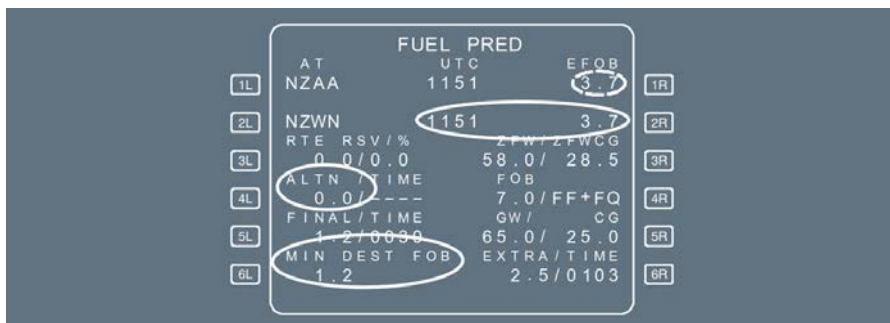 FUEL PRED
AT UTC EFOB
1L NZAA 1151 3.7 1R
2L NZWN 1151 3.7 2R
RTE RSV/% ZFW/ZFWCG
3L 0.0/0.0 58.0/ 28.5 3R
ALTN /TIME FOB
4L 0.0/---- 7.0/FF+FQ 4R
FINAL/TIME GW/ CG
5L 1.2/0030 65.0/ 25.0 5R
MIN DEST FOB EXTRA/TIME
6L 1.2 2.5/0103 6R